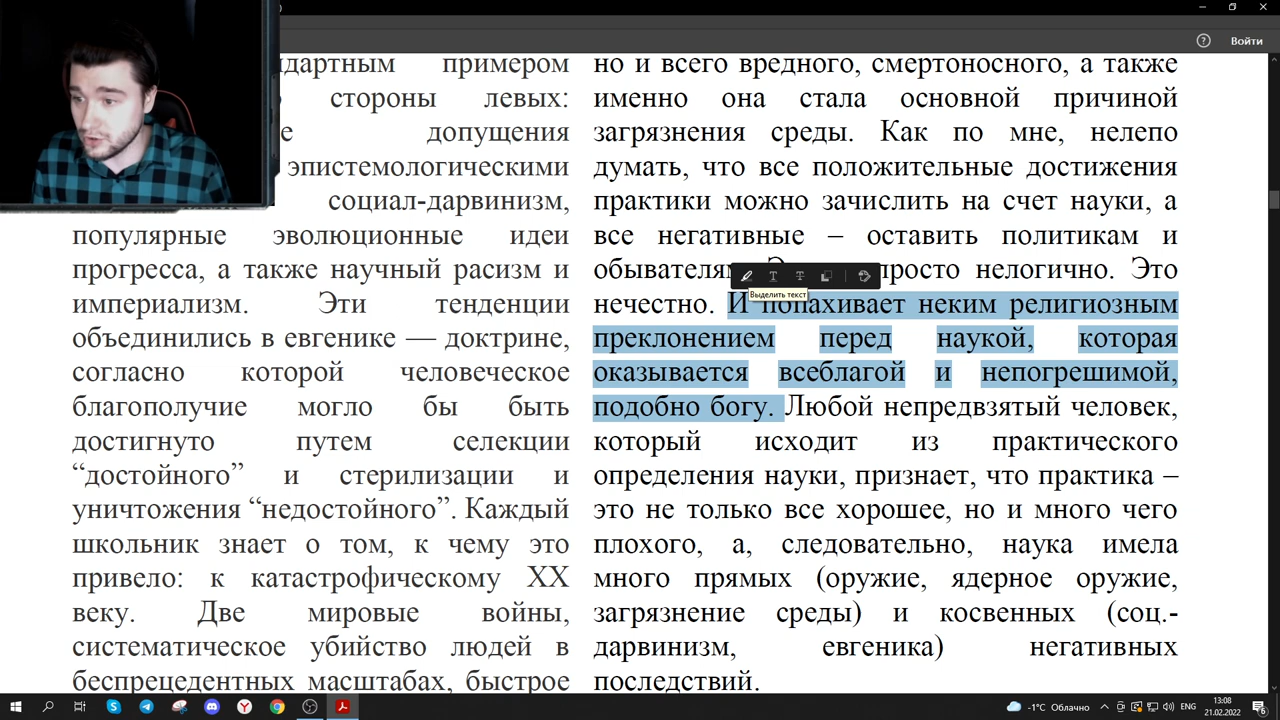 Войти
дартным примером
стороны левых:
е допущения
эпистемологическими
социал-дарвинизм,
популярные эволюционные идеи
прогресса, а также научный расизм и
империализм. Эти тенденции
объединились в евгенике — доктрине,
согласно которой человеческое
благополучие могло бы быть
достигнуто путем селекции
“достойного” и стерилизации и
уничтожения “недостойного”. Каждый
школьник знает о том, к чему это
привело: к катастрофическому XX
веку. Две мировые войны,
систематическое убийство людей в
беспрецедентных масштабах, быстрое
но и всего вредного, смертоносного, а также
именно она стала основной причиной
загрязнения среды. Как по мне, нелепо
думать, что все положительные достижения
практики можно зачислить на счет науки, а
все негативные – оставить политикам и
обывателям просто нелогично. Это
Выделить текст
нечестно. И попахивает неким религиозным
преклонением перед наукой, которая
оказывается всеблагой и непогрешимой,
подобно богу. Любой непредвзятый человек,
который исходит из практического
определения науки, признает, что практика –
это не только все хорошее, но и много чего
плохого, а, следовательно, наука имела
много прямых (оружие, ядерное оружие,
загрязнение среды) и косвенных (соц.-
дарвинизм, евгеника) негативных
последствий.
-1°C Облачно
ENG
13:08
21.02.2022
6